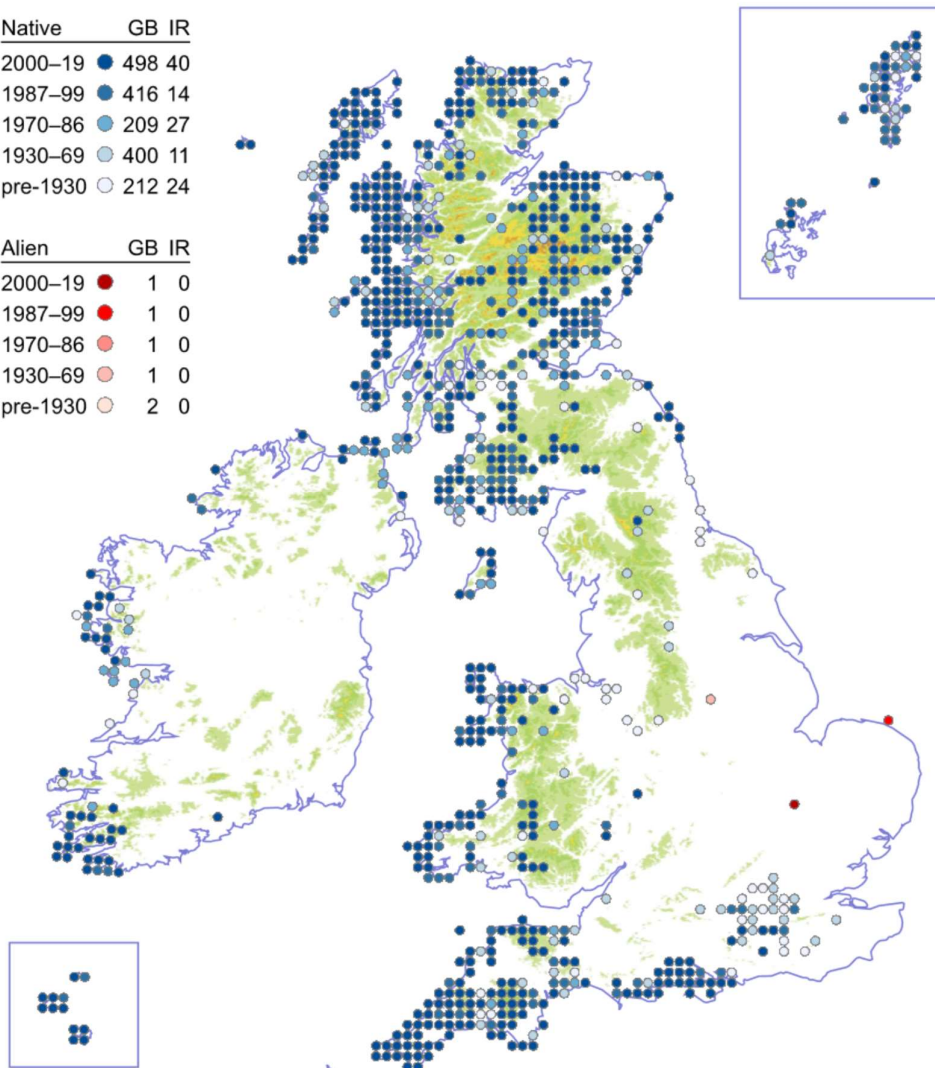 Native GB IR
2000–19 498 40
1987–99 416 14
1970–86 209 27
1930–69 400 11
pre-1930 212 24
Alien GB IR
2000–19 1 0
1987–99 1 0
1970–86 1 0
1930–69 1 0
pre-1930 2 0